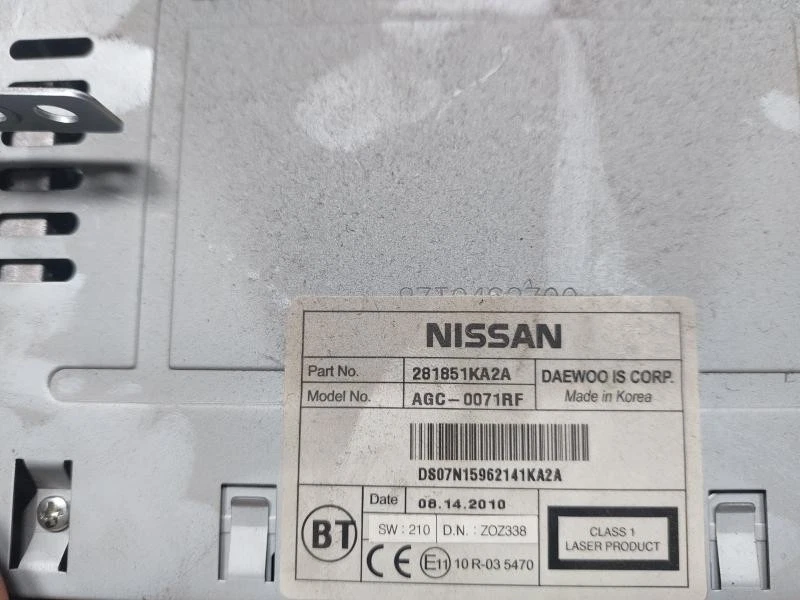 NISSAN
Part No. 281851KA2A DAEWOO IS CORP.
Model No. AGC-0071RF Made in Korea
DS07N15962141KA2A
BT
Date 08.14.2010
SW : 210 D.N. : ZOZ338
CE E11 10 R-03 5470
CLASS 1
LASER PRODUCT